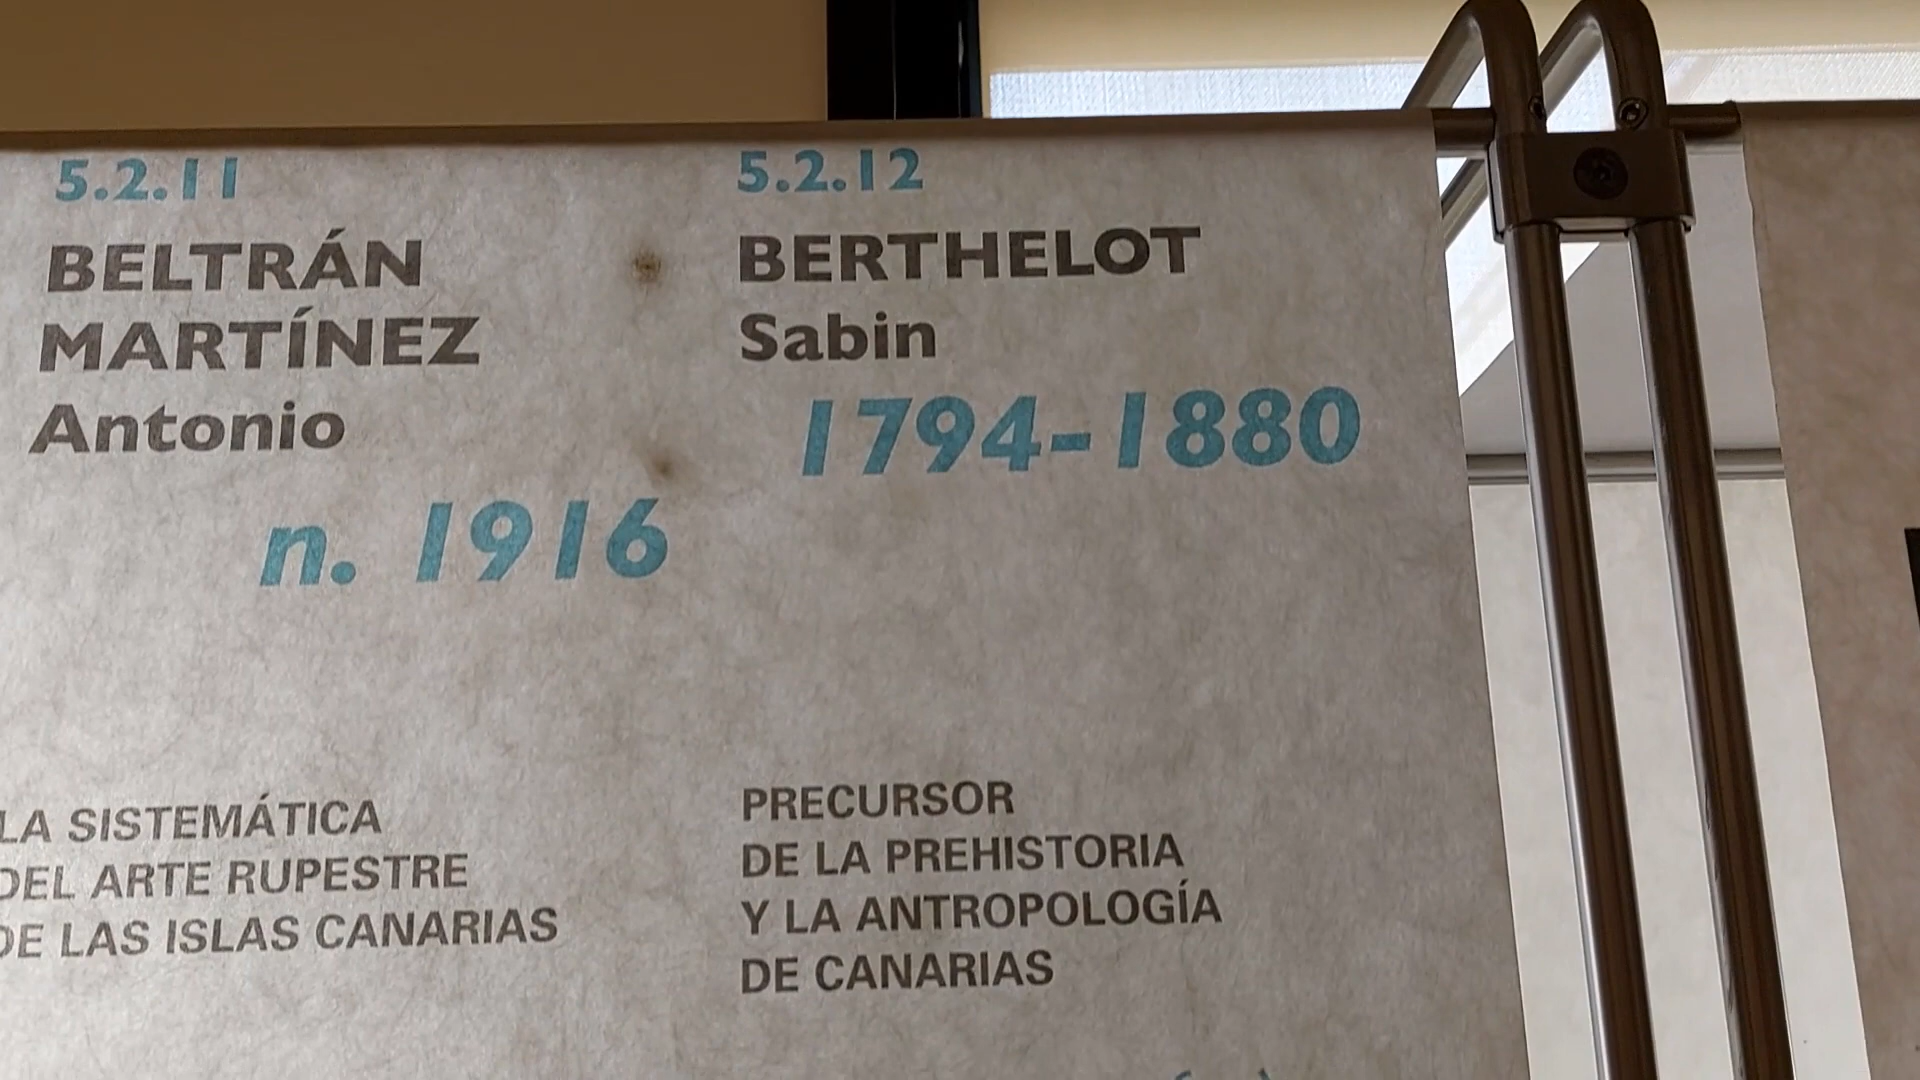 5.2.11
BELTRÁN
MARTÍNEZ
Antonio
n. 1916
LA SISTEMÁTICA
DEL ARTE RUPESTRE
DE LAS ISLAS CANARIAS
5.2.12
BERTHELOT
Sabin
1794-1880
PRECURSOR
DE LA PREHISTORIA
Y LA ANTROPOLOGÍA
DE CANARIAS